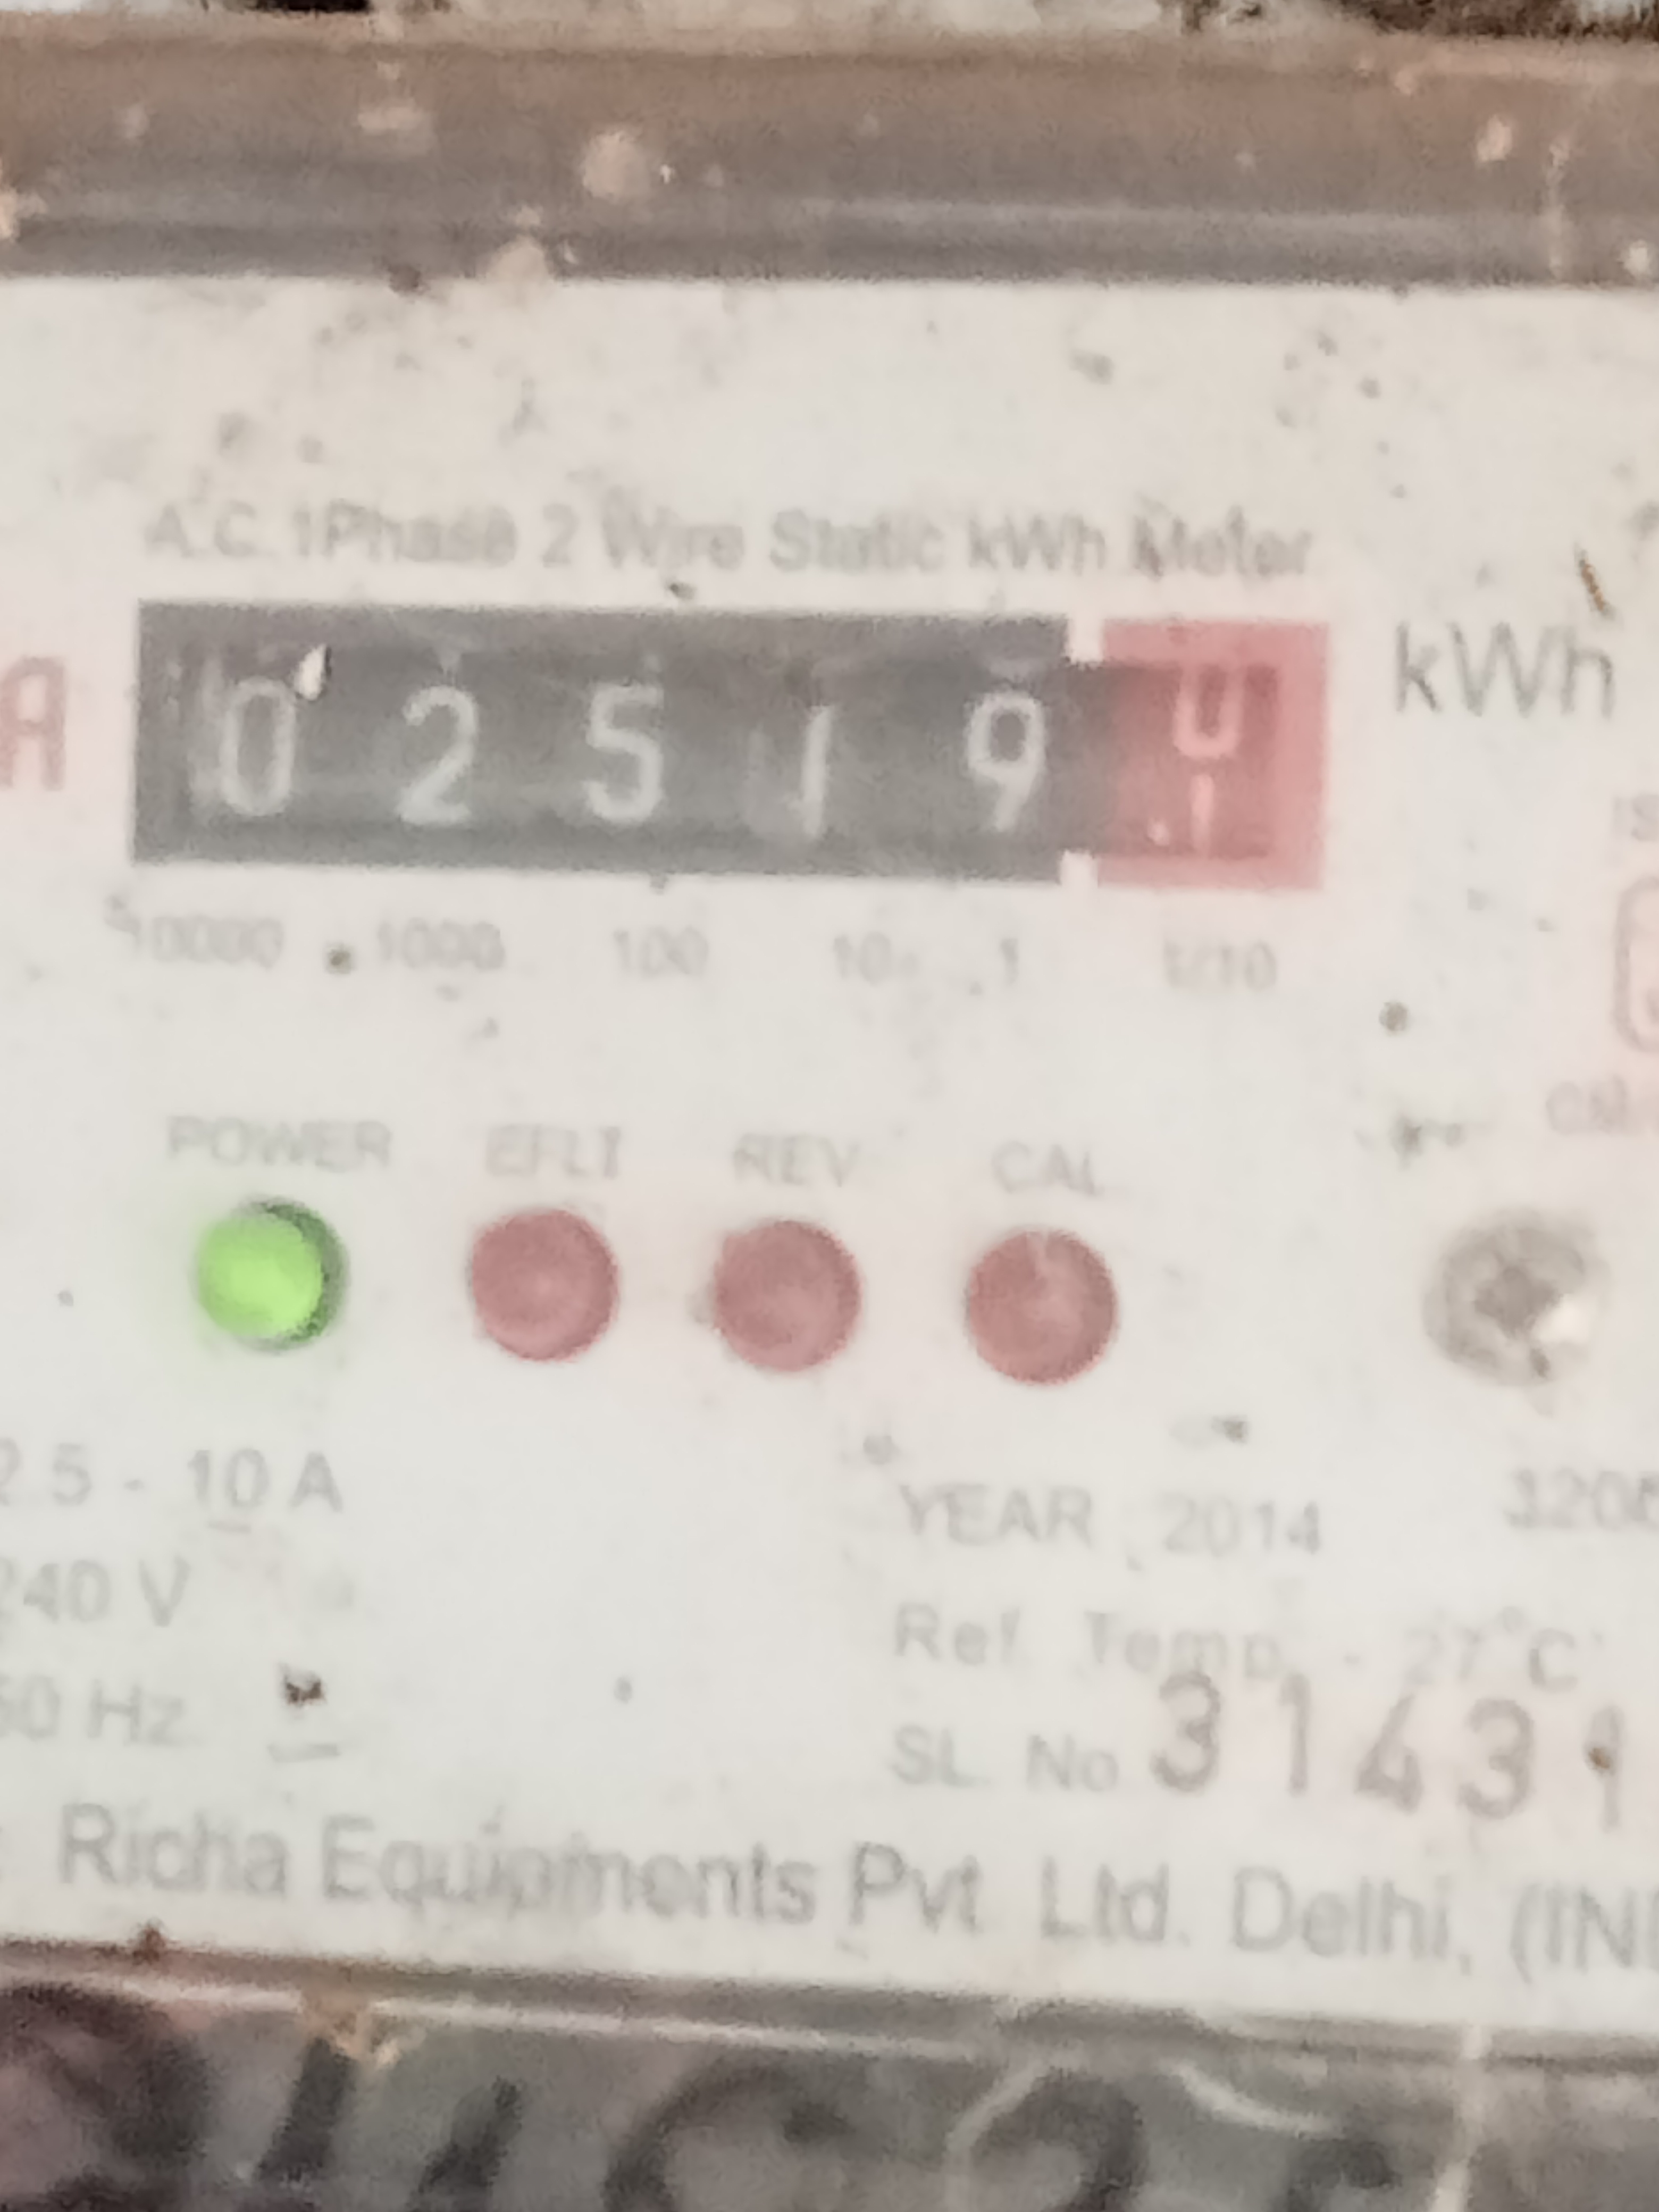 A.C. 1Phase 2 Wire Static kWh Meter
0 2 5 1 9 kWh
10000 1000 100 10 1 1/10
POWER EFLT REV CAL
2.5 - 10 A
YEAR 2014
240 V
Ref. Temp. - 27°C
50 Hz
SL. No 31431
Richa Equipments Pvt. Ltd. Delhi,